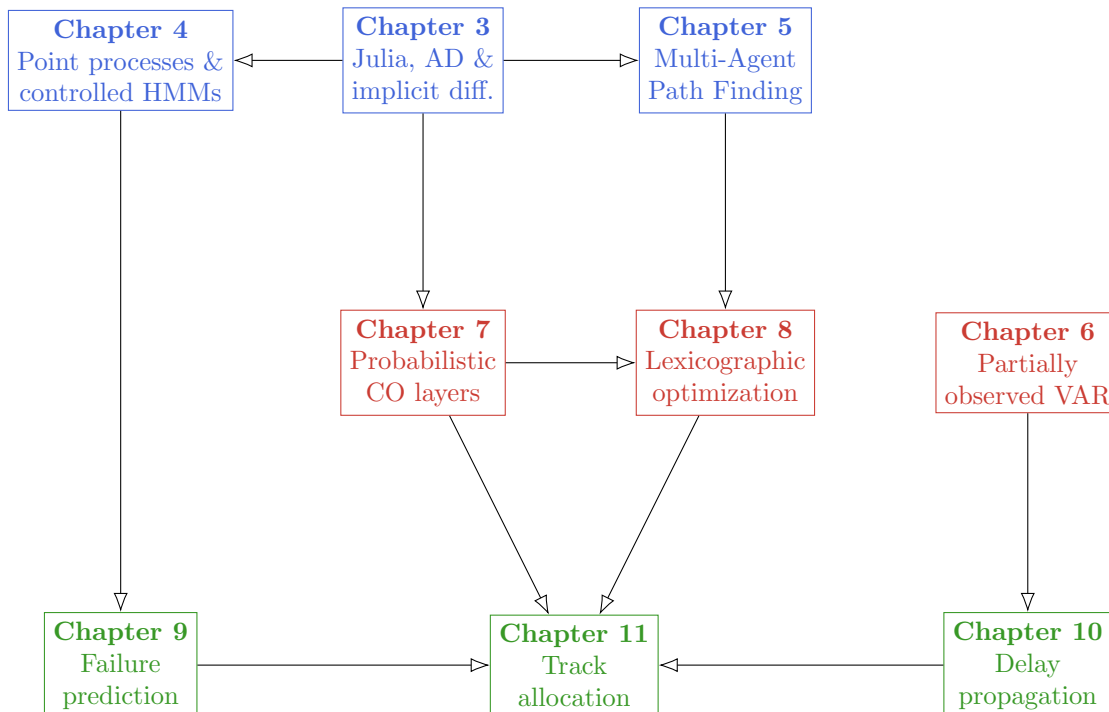 Chapter 4
Point processes &
controlled HMMs
Chapter 3
Julia, AD &
implicit diff.
Chapter 5
Multi-Agent
Path Finding
Chapter 7
Probabilistic
CO layers
Chapter 8
Lexicographic
optimization
Chapter 6
Partially
observed VAR
Chapter 9
Failure
prediction
Chapter 11
Track
allocation
Chapter 10
Delay
propagation